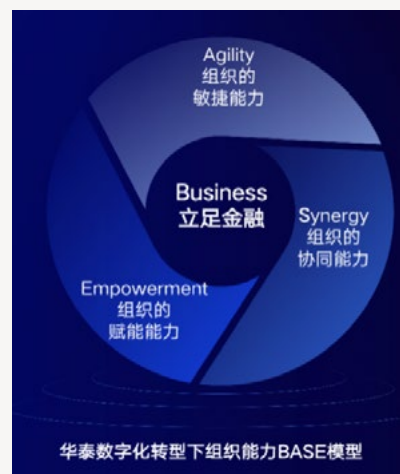 Agility
组织的
敏捷能力
Business
立足金融
Synergy
组织的
协同能力
Empowerment
组织的
赋能能力
华泰数字化转型下组织能力BASE模型